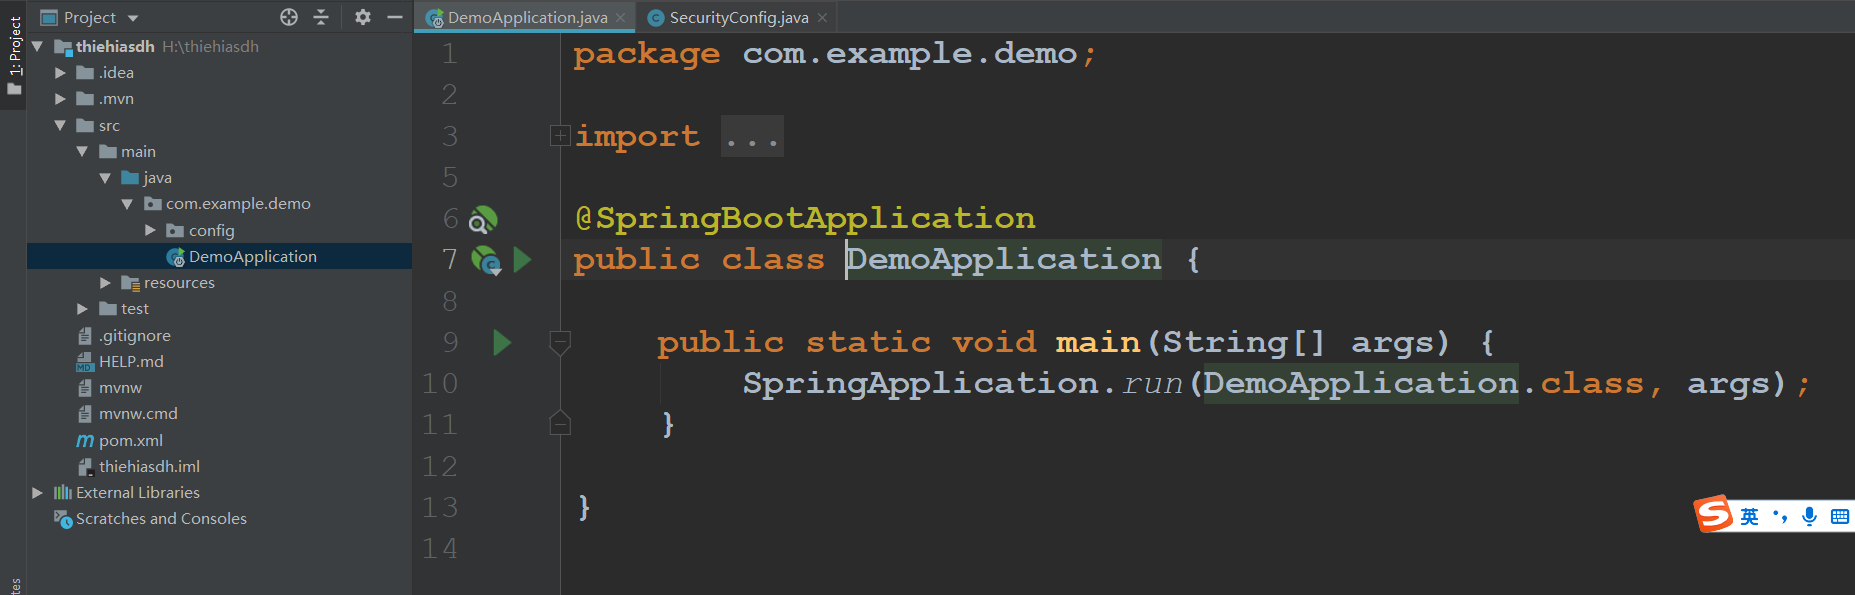 Project
DemoApplication.java
SecurityConfig.java
1: Project
thiehiasdh H:\thiehiasdh
.idea
.mvn
src
main
java
com.example.demo
config
DemoApplication
resources
test
.gitignore
HELP.md
mvnw
mvnw.cmd
pom.xml
thiehiasdh.iml
External Libraries
Scratches and Consoles
1 package com.example.demo;
2
3 import ...
5
6 @SpringBootApplication
7 public class DemoApplication {
8
9 public static void main(String[] args) {
10 SpringApplication.run(DemoApplication.class, args);
11 }
12
13 }
14
英